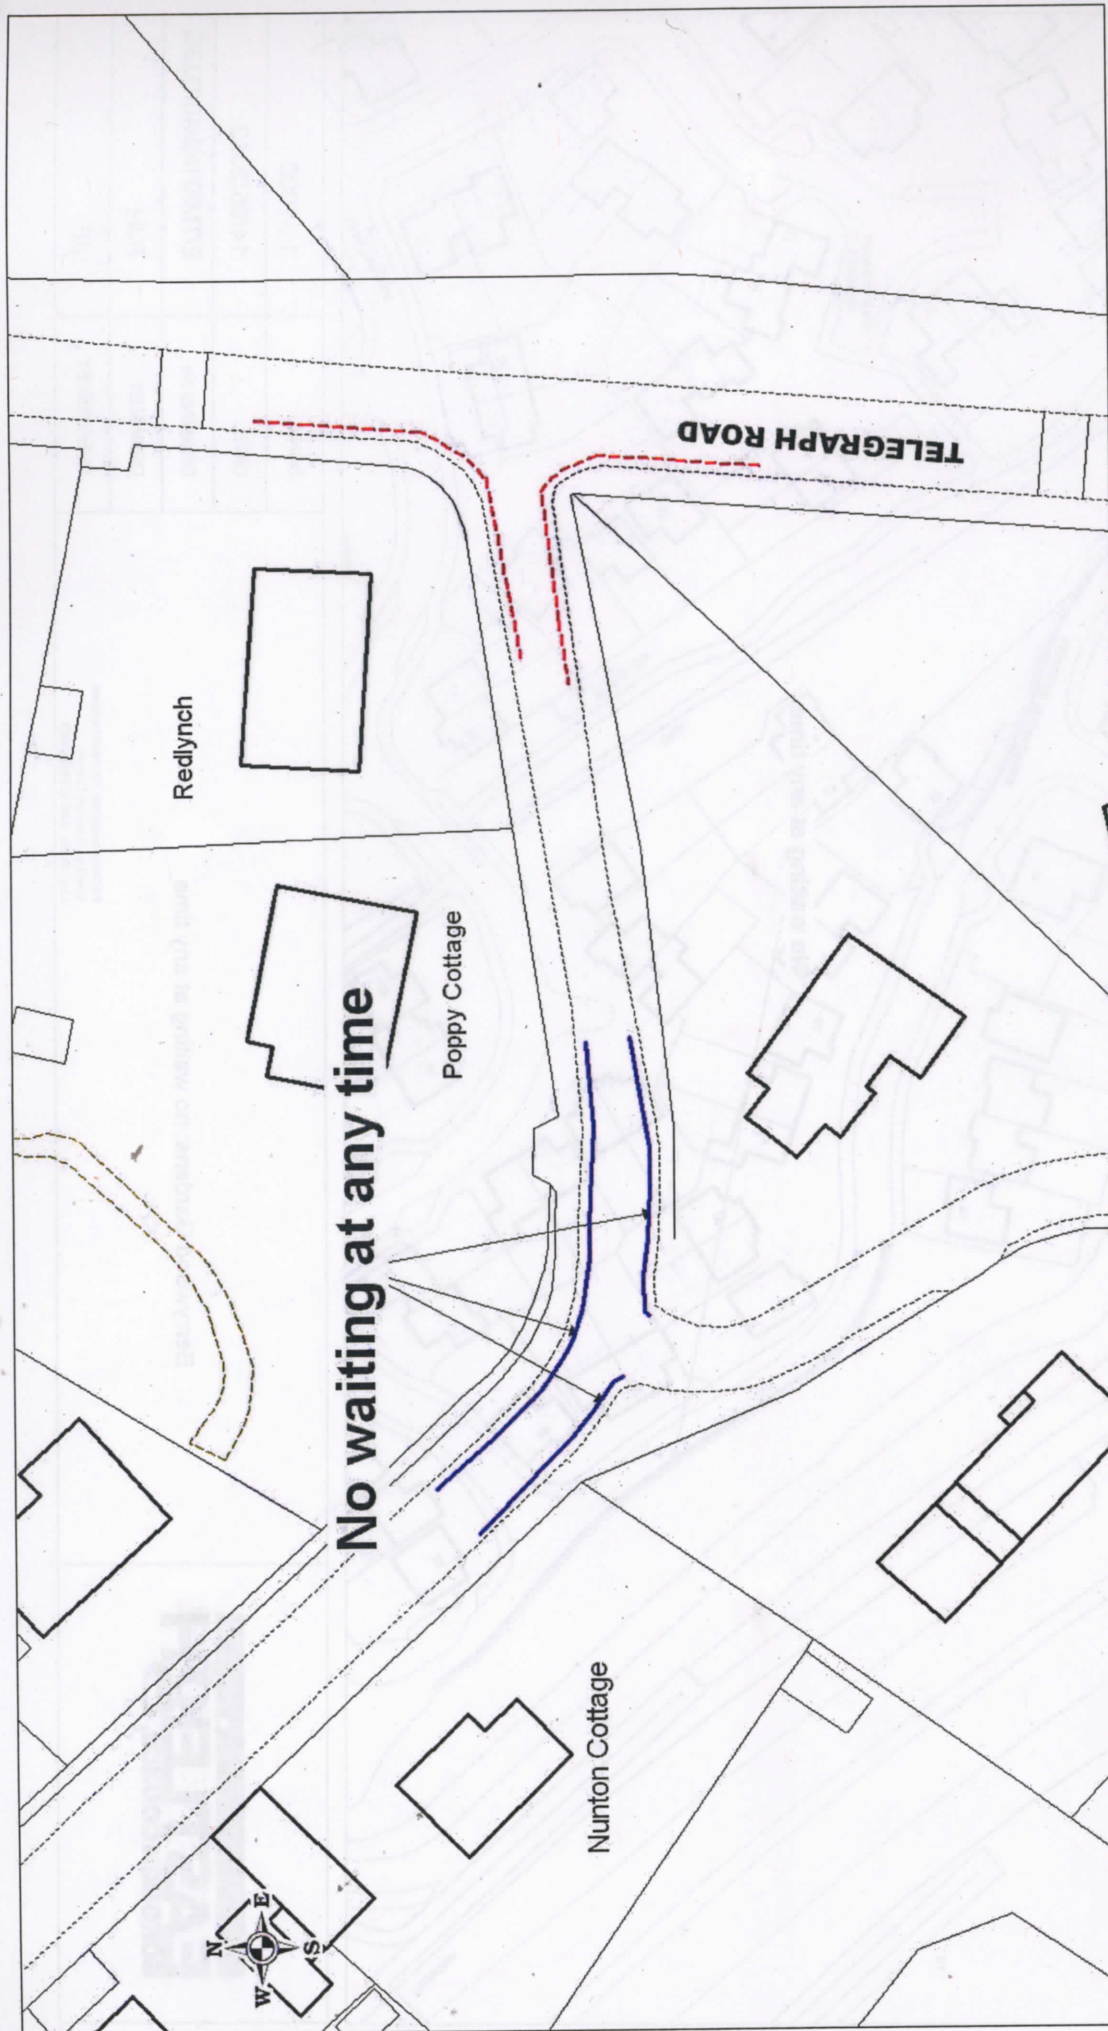 Redlynch
Poppy Cottage
No waiting at any time
TELEGRAPH ROAD
Nunton Cottage
N
E
S
W